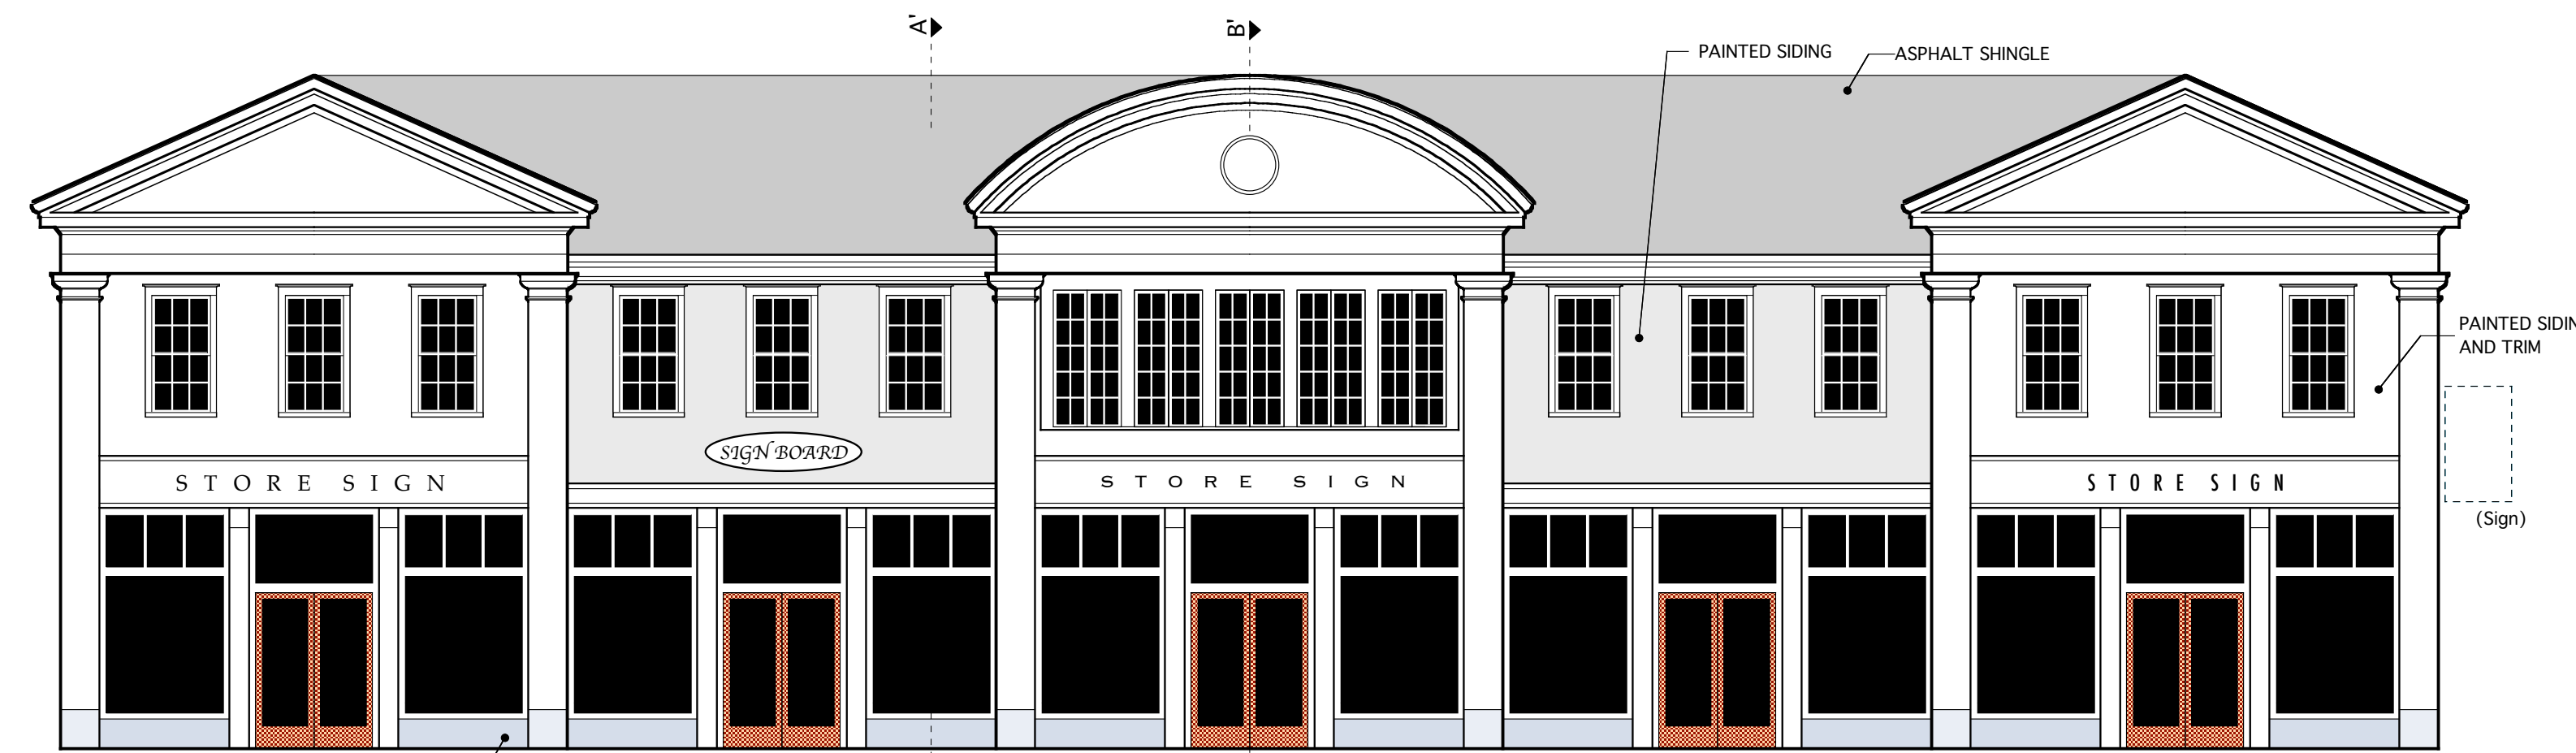 A'
B'
PAINTED SIDING
ASPHALT SHINGLE
PAINTED SIDIN
AND TRIM
SIGN BOARD
STORE SIGN
STORE SIGN
STORE SIGN
(Sign)